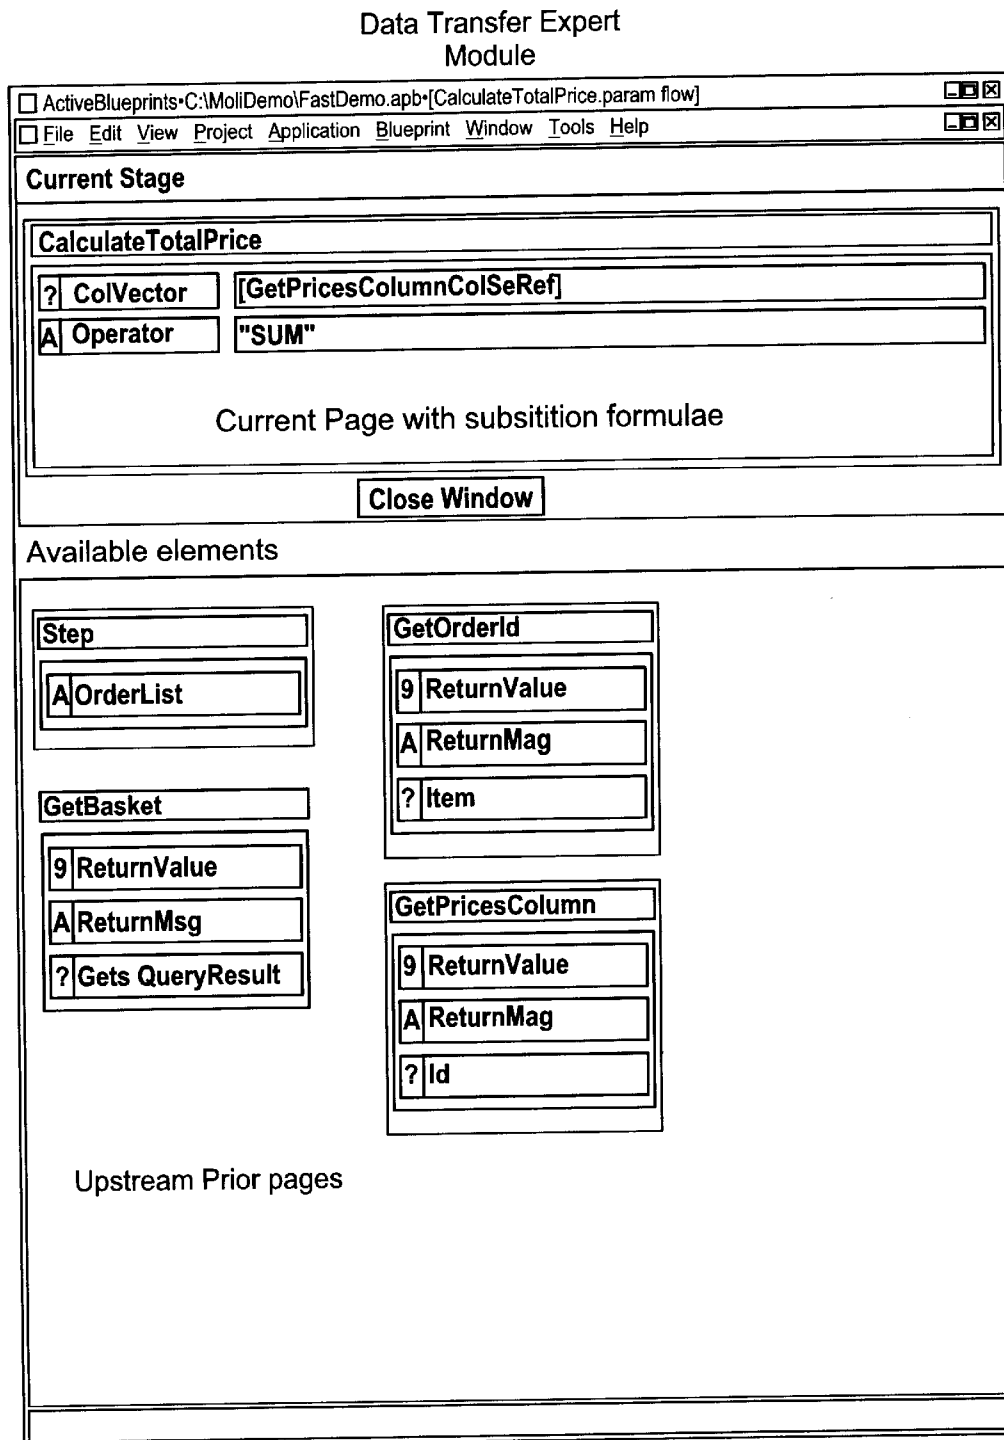 Data Transfer Expert
Module
ActiveBlueprints•C:\MoliDemo\FastDemo.apb•[CalculateTotalPrice.param flow]
File Edit View Project Application Blueprint Window Tools Help
Current Stage
CalculateTotalPrice
? ColVector [GetPricesColumnColSeRef]
A Operator "SUM"
Current Page with subsitition formulae
Close Window
Available elements
Step
A OrderList
GetBasket
9 ReturnValue
A ReturnMsg
? Gets QueryResult
GetOrderId
9 ReturnValue
A ReturnMag
? Item
GetPricesColumn
9 ReturnValue
A ReturnMag
? Id
Upstream Prior pages